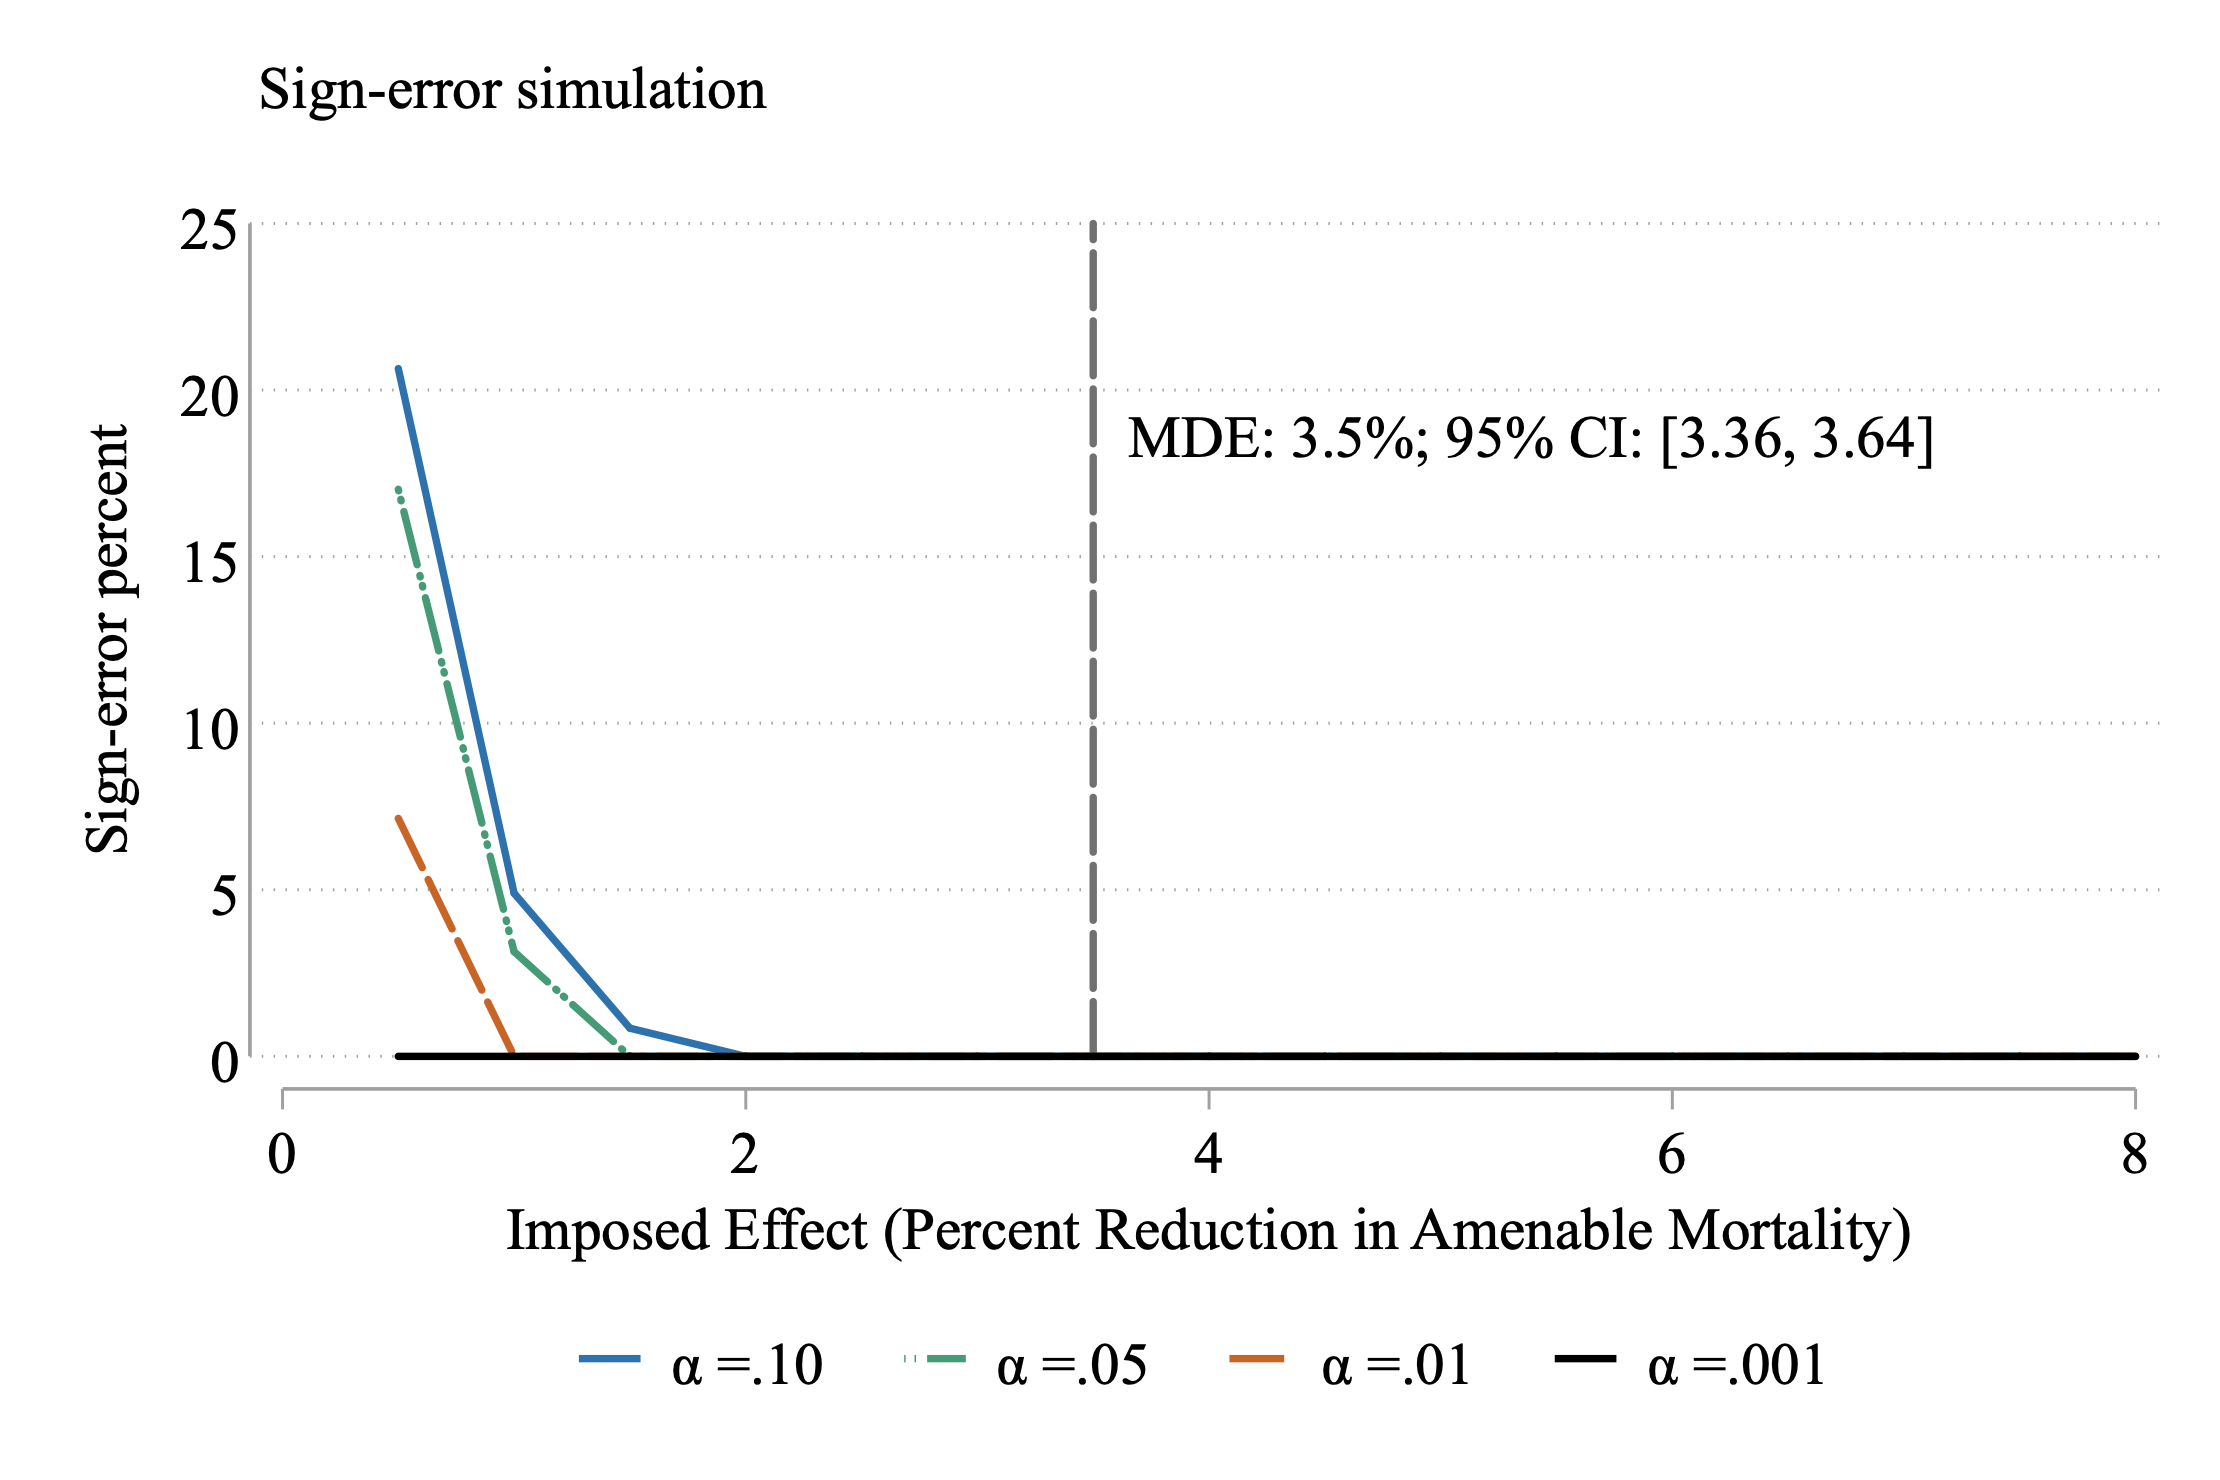 Sign-error simulation
25
20
15
10
5
0
Sign-error percent
MDE: 3.5%; 95% CI: [3.36, 3.64]
0 2 4 6 8
Imposed Effect (Percent Reduction in Amenable Mortality)
α =.10 α =.05 α =.01 α =.001